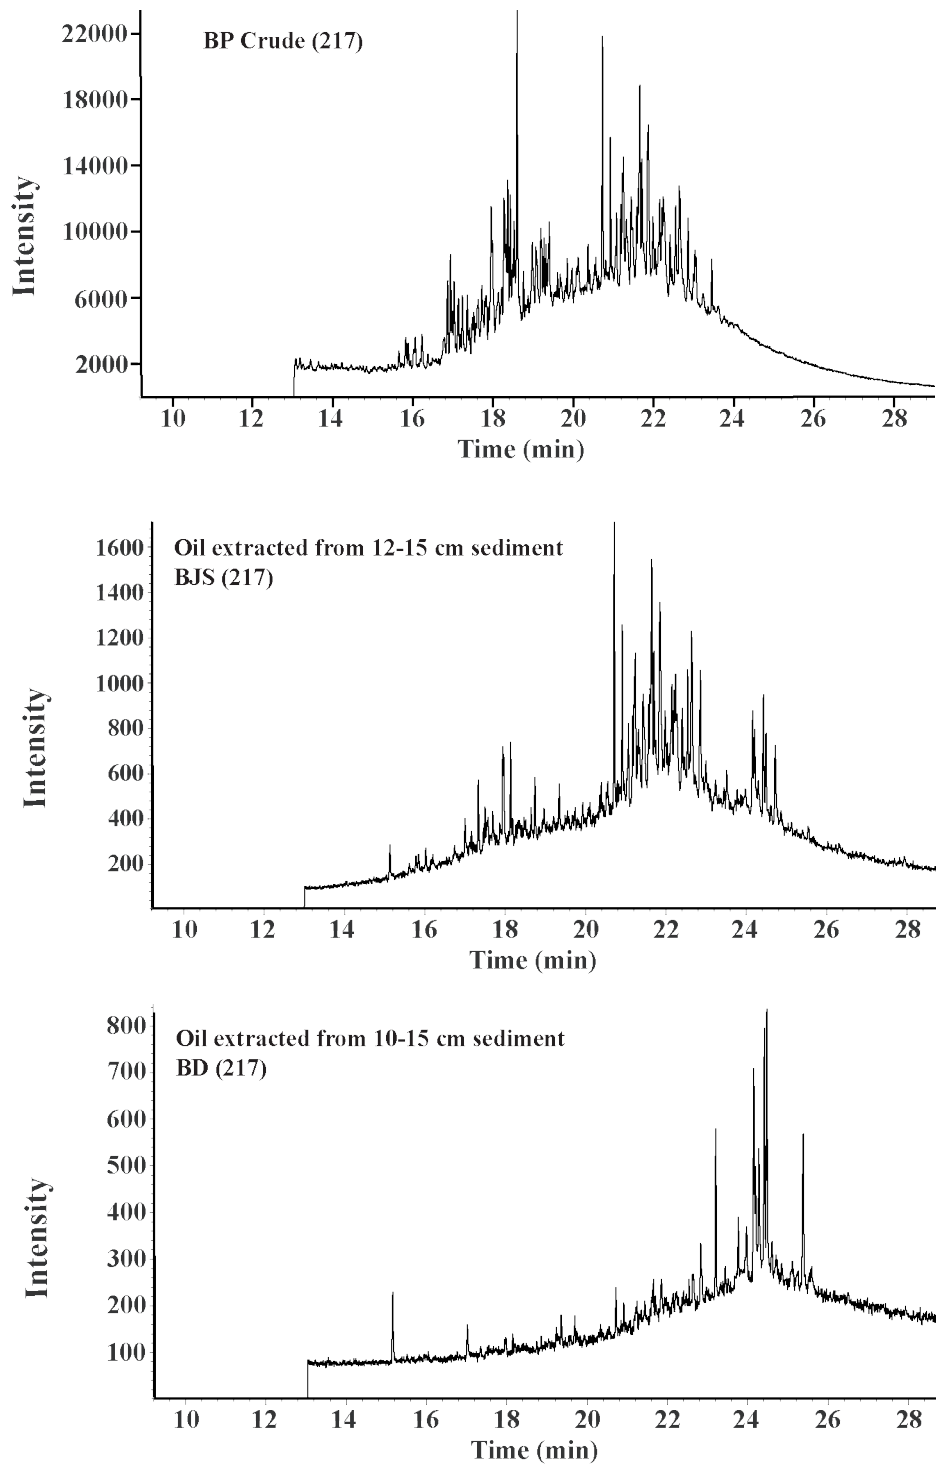 BP Crude (217)
22000
18000
14000
10000
6000
2000
Intensity
10 12 14 16 18 20 22 24 26 28
Time (min)
Oil extracted from 12-15 cm sediment
BJS (217)
1600
1400
1200
1000
800
600
400
200
Intensity
10 12 14 16 18 20 22 24 26 28
Time (min)
Oil extracted from 10-15 cm sediment
BD (217)
800
700
600
500
400
300
200
100
Intensity
10 12 14 16 18 20 22 24 26 28
Time (min)